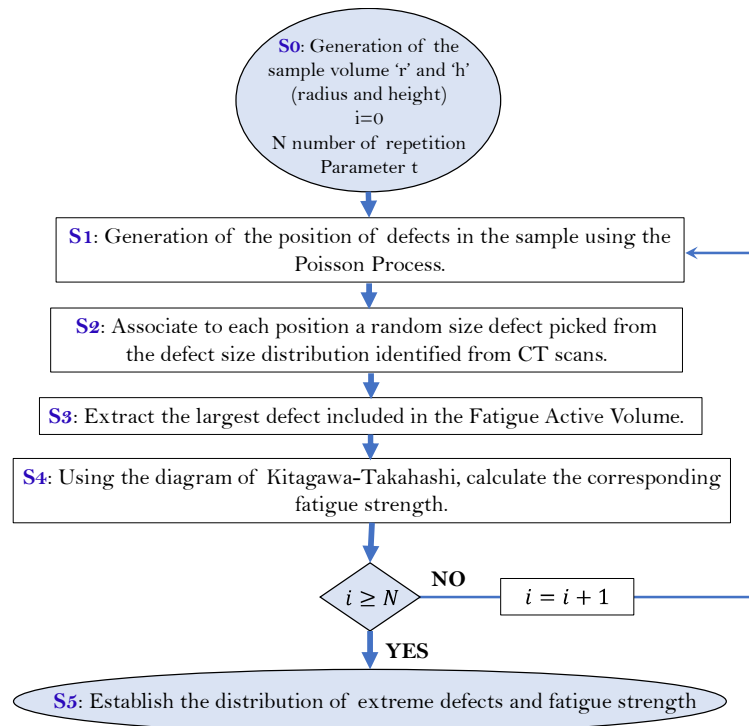 S0: Generation of the
sample volume ‘r’ and ‘h’
(radius and height)
i=0
N number of repetition
Parameter t
S1: Generation of the position of defects in the sample using the
Poisson Process.
S2: Associate to each position a random size defect picked from
the defect size distribution identified from CT scans.
S3: Extract the largest defect included in the Fatigue Active Volume.
S4: Using the diagram of Kitagawa-Takahashi, calculate the corresponding
fatigue strength.
i ≥ N
NO
i = i + 1
YES
S5: Establish the distribution of extreme defects and fatigue strength